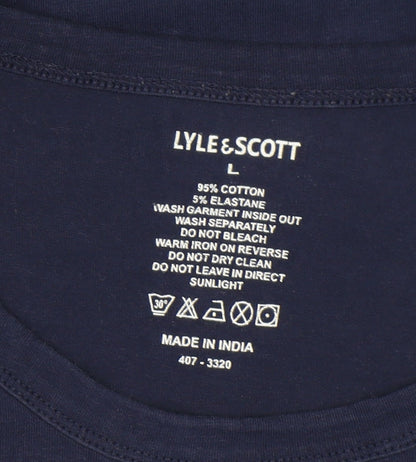 LYLE & SCOTT
L
95% COTTON
5% ELASTANE
WASH GARMENT INSIDE OUT
WASH SEPARATELY
DO NOT BLEACH
WARM IRON ON REVERSE
DO NOT DRY CLEAN
DO NOT LEAVE IN DIRECT
SUNLIGHT
30°
MADE IN INDIA
407 - 3320